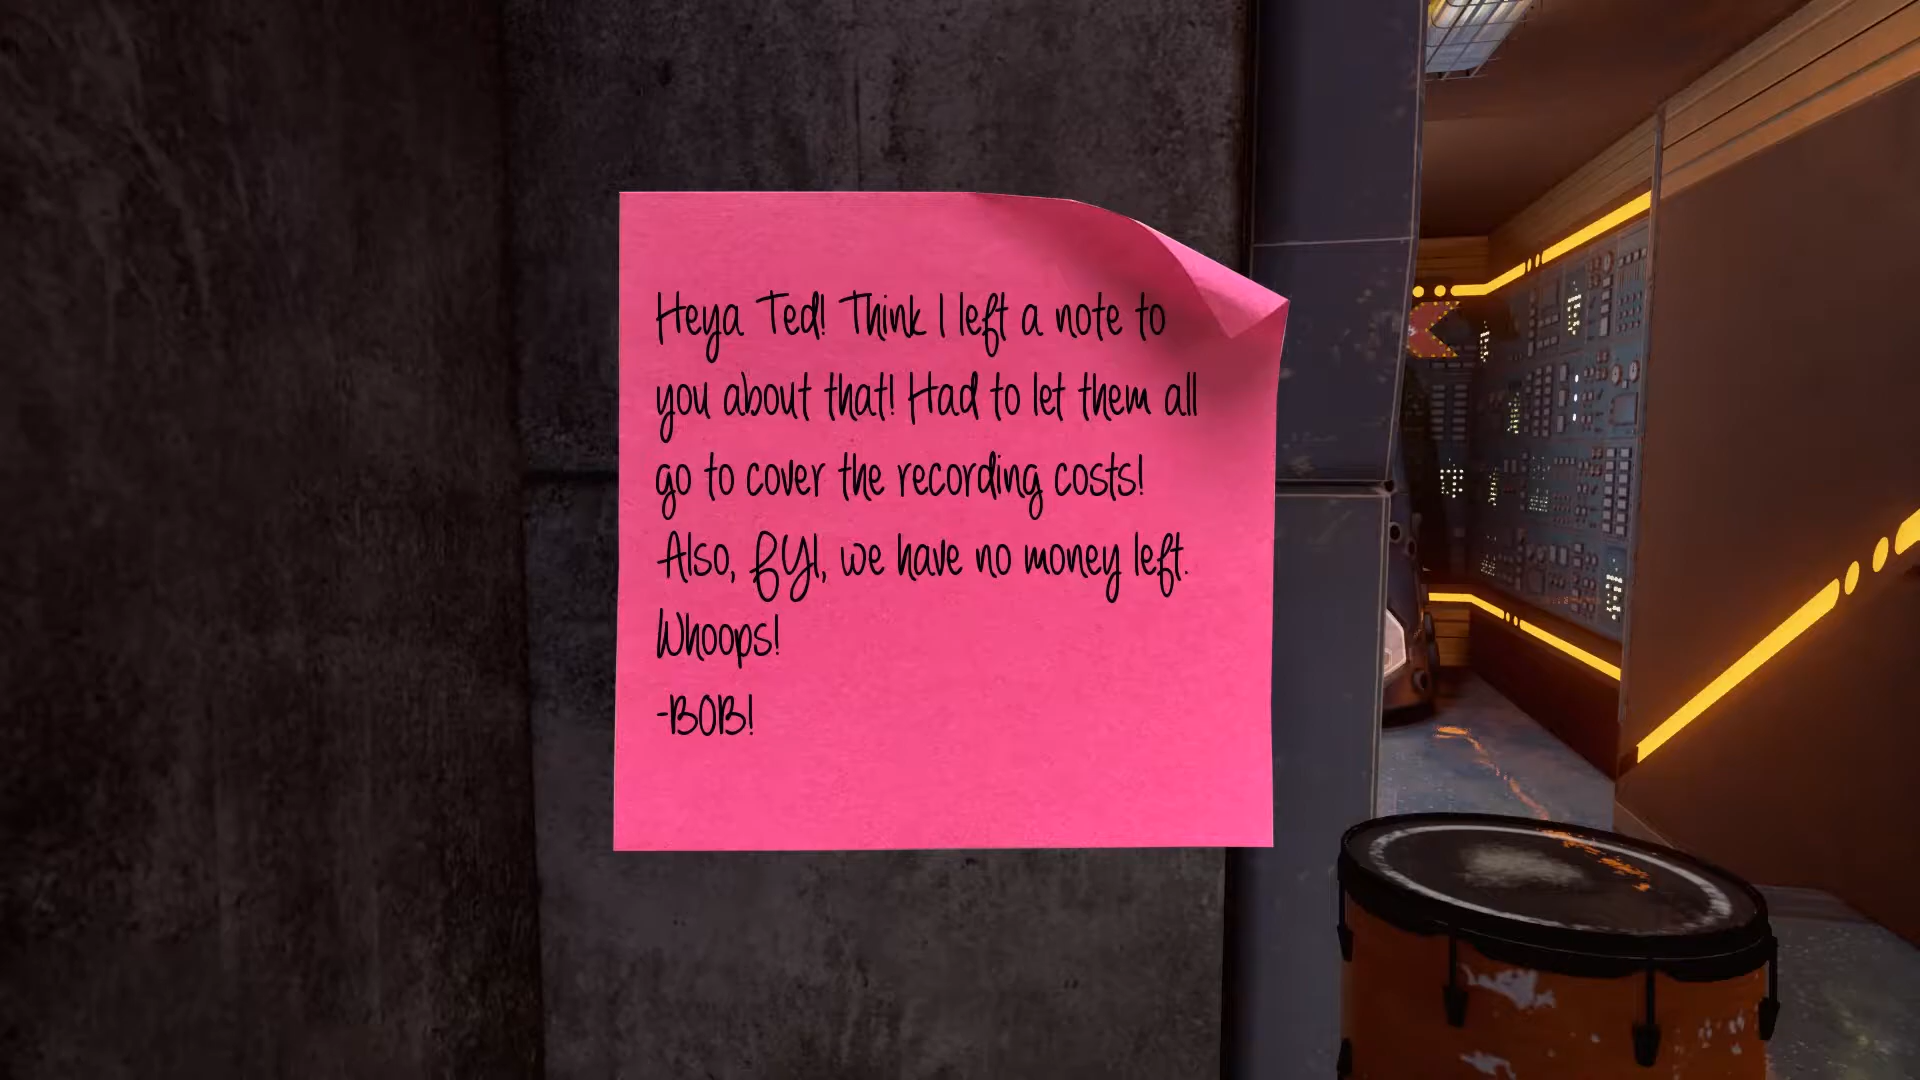 Heya Ted! Think I left a note to
you about that! Had to let them all
go to cover the recording costs!
Also, FYI, we have no money left.
Whoops!
-BOB!